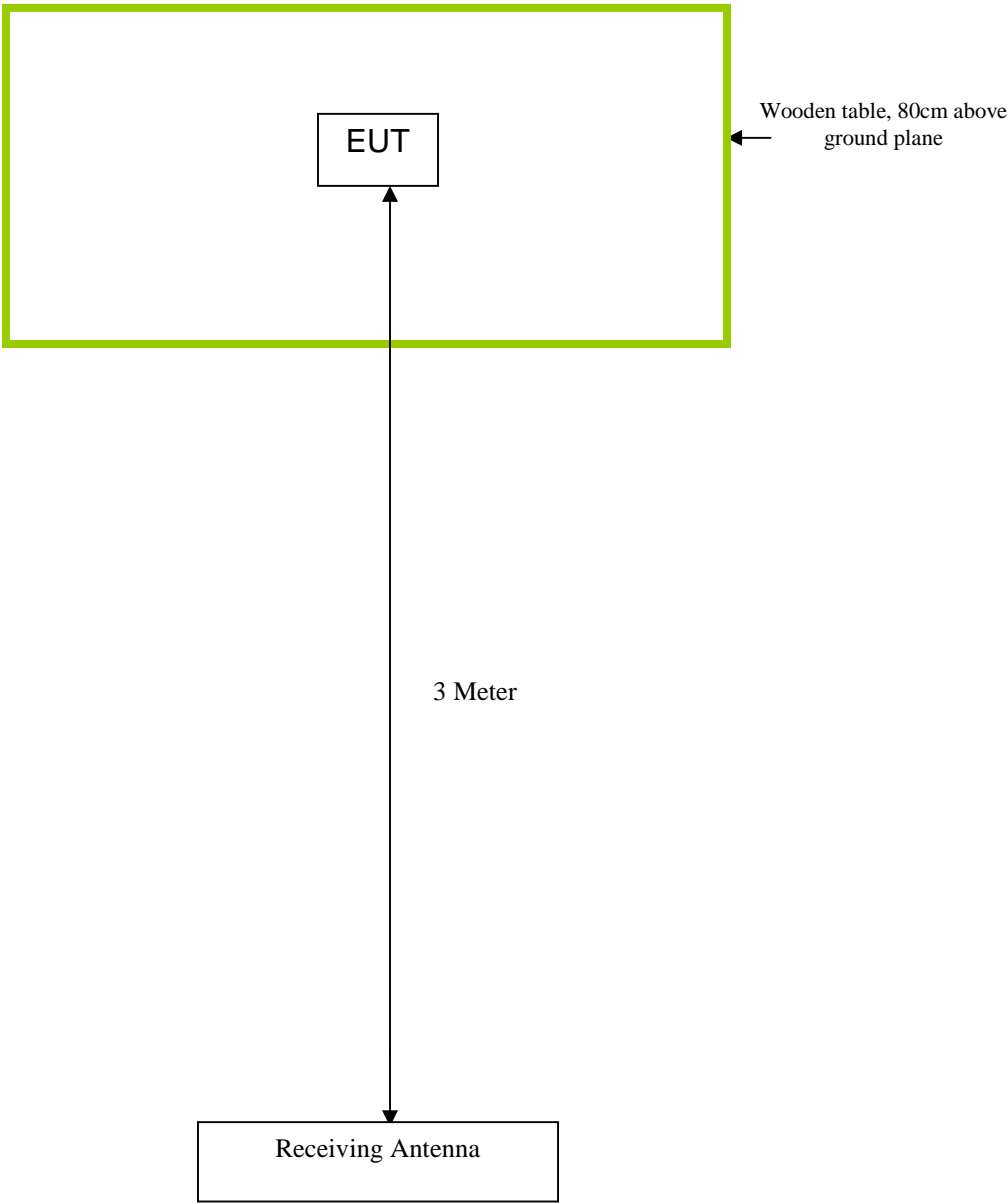 EUT
Wooden table, 80cm above
ground plane
3 Meter
Receiving Antenna